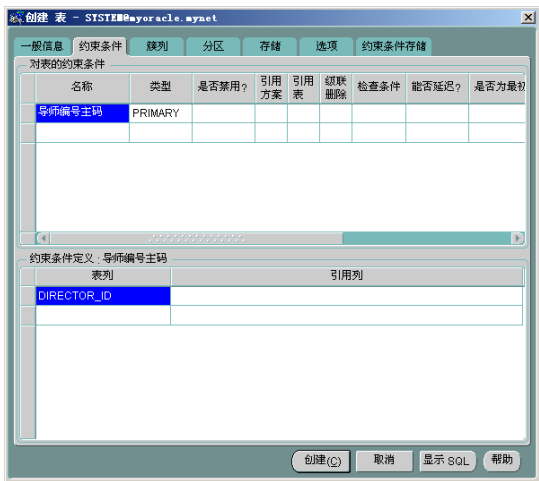 创建 表 - SYSTEM@myoracle.mynet
一般信息 约束条件 簇列 分区 存储 选项 约束条件存储
对表的约束条件
名称 类型 是否禁用? 引用方案 引用表 级联删除 检查条件 能否延迟? 是否为最初
导师编号主码 PRIMARY
约束条件定义:导师编号主码
表列 引用列
DIRECTOR_ID
创建(C) 取消 显示 SQL 帮助